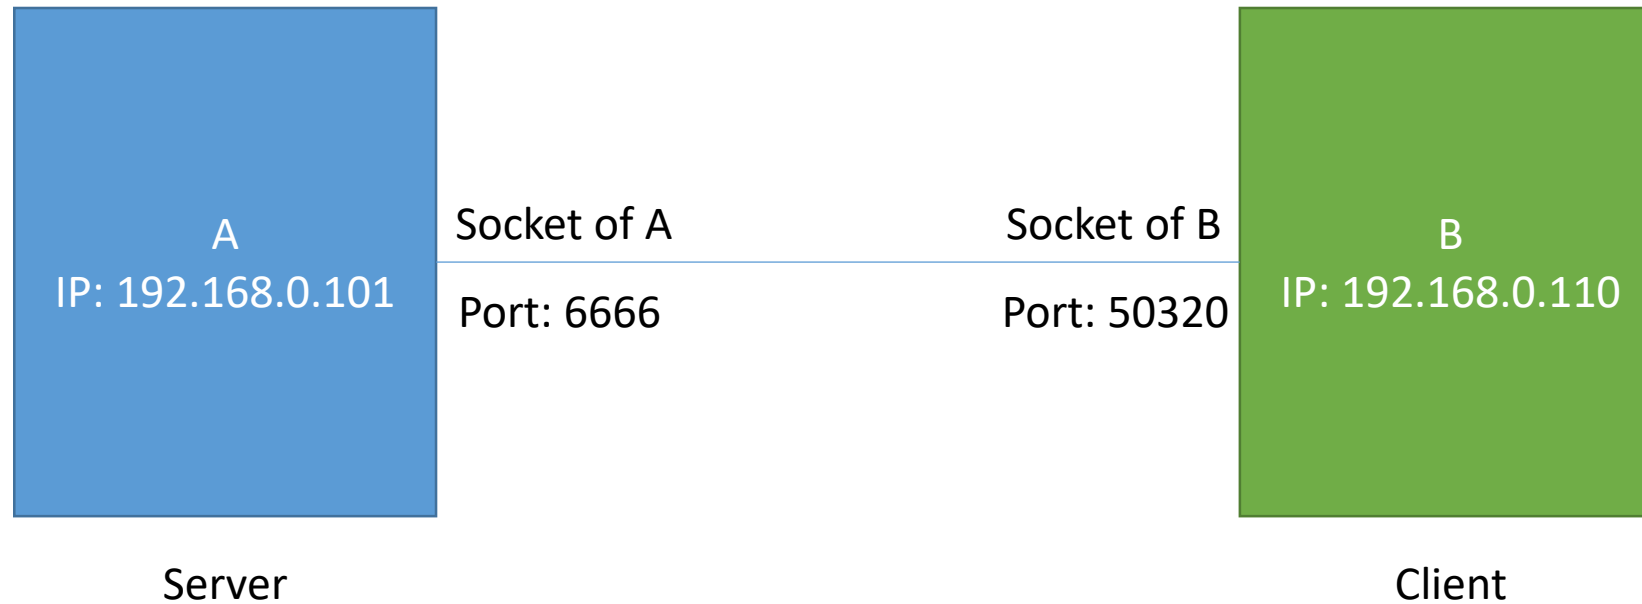 A
IP: 192.168.0.101
Socket of A
Port: 6666
Socket of B
Port: 50320
B
IP: 192.168.0.110
Server
Client